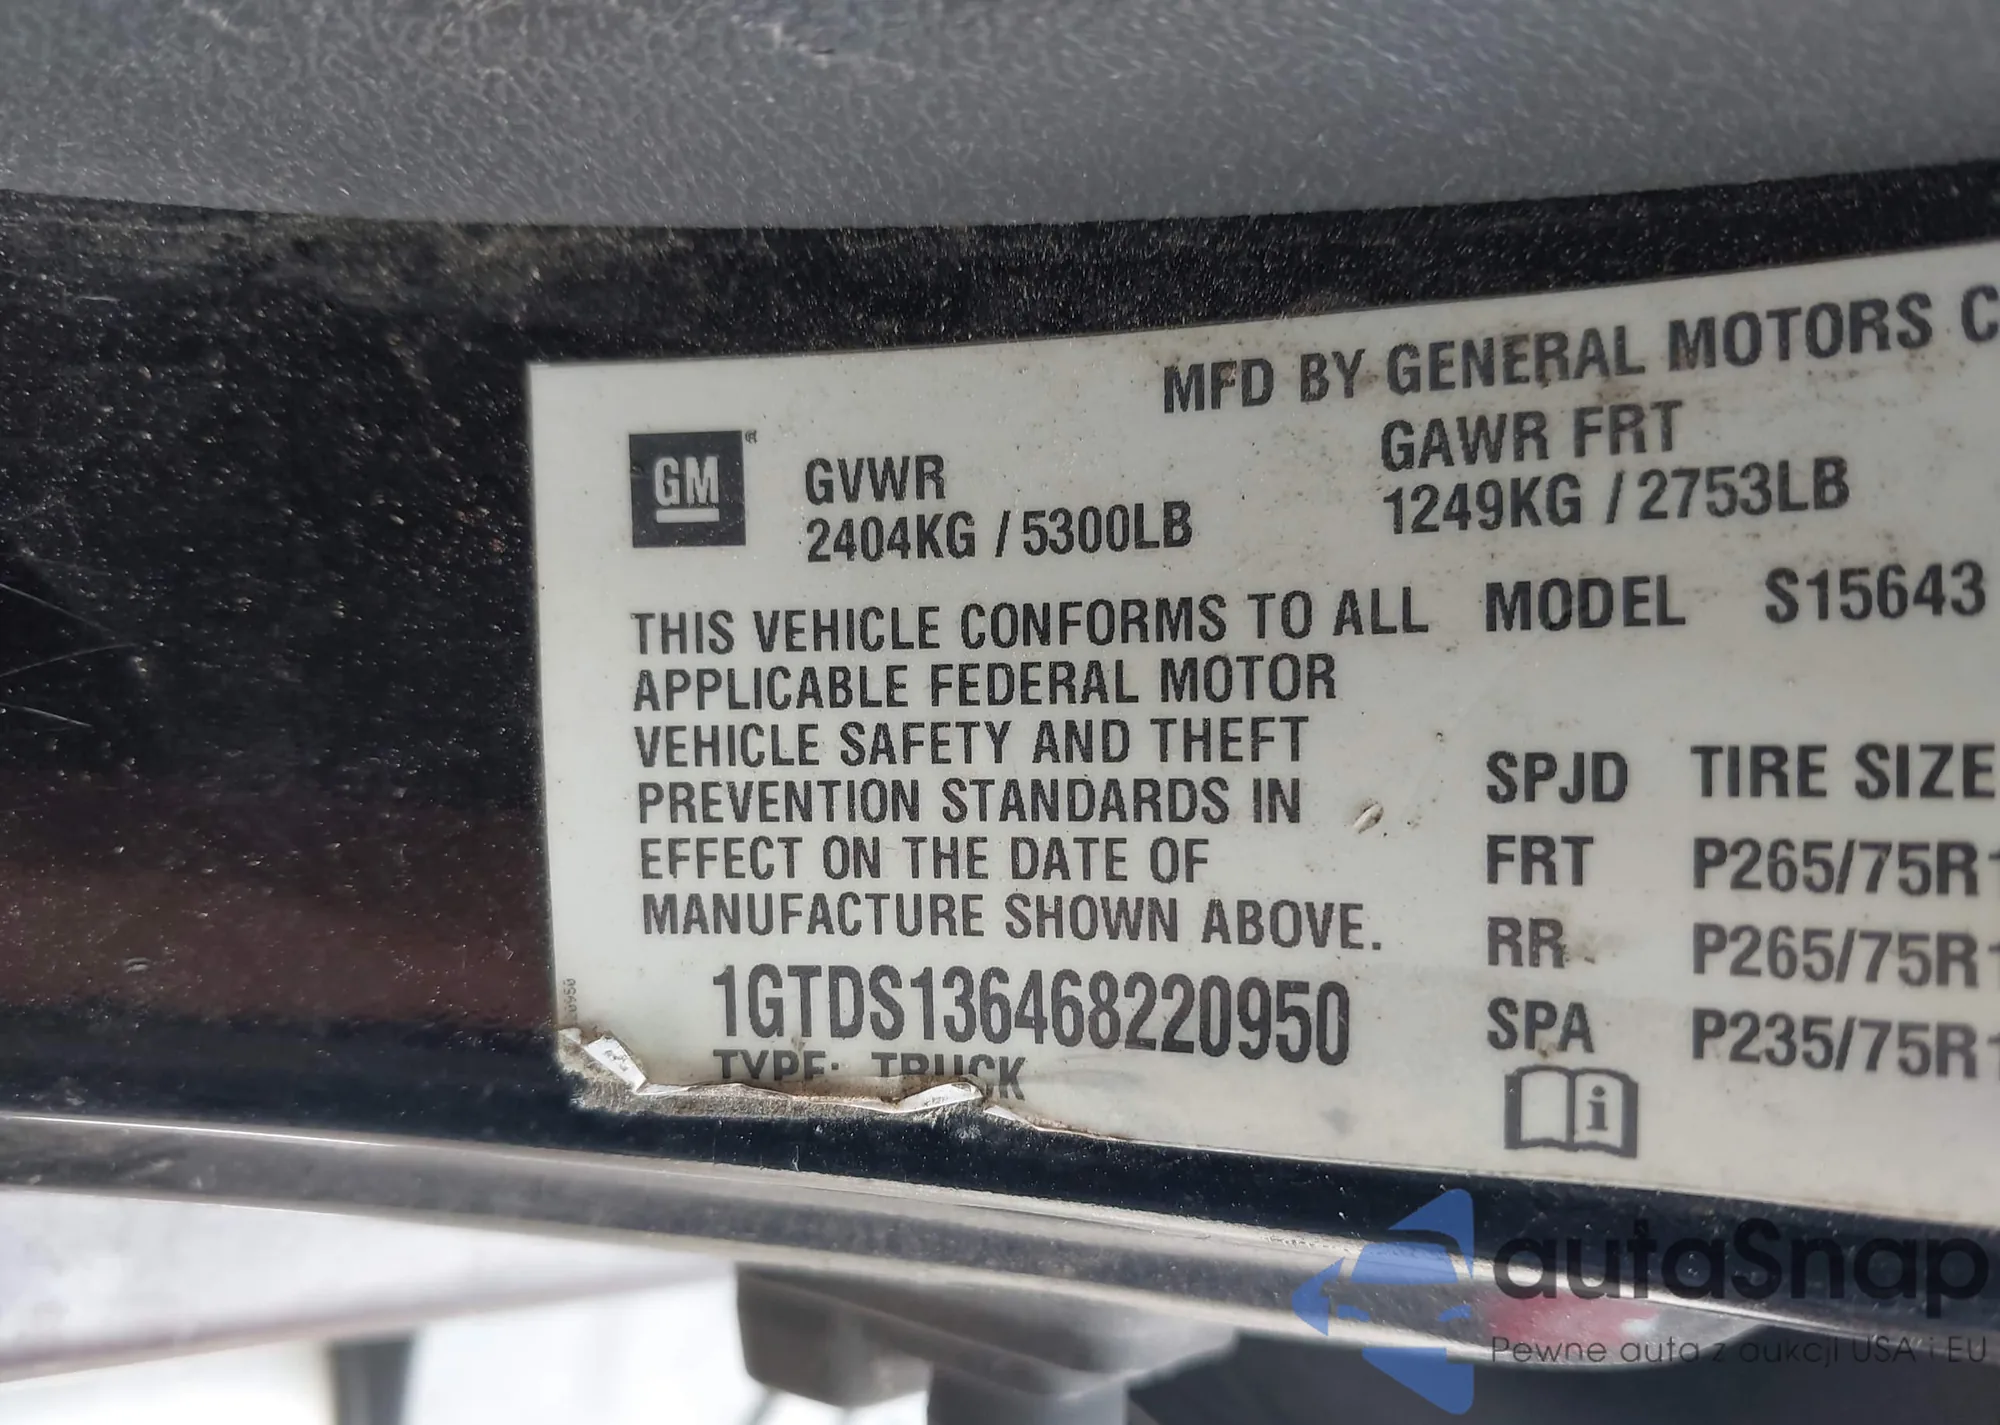 MFD BY GENERAL MOTORS C
GM®
GVWR
2404KG / 5300LB
GAWR FRT
1249KG / 2753LB
THIS VEHICLE CONFORMS TO ALL
APPLICABLE FEDERAL MOTOR
VEHICLE SAFETY AND THEFT
PREVENTION STANDARDS IN
EFFECT ON THE DATE OF
MANUFACTURE SHOWN ABOVE.
1GTDS136468220950
TYPE: TRUCK
MODEL S15643
SPJD TIRE SIZE
FRT P265/75R1
RR P265/75R1
SPA P235/75R1
i
autaSnap
Pewne auta z aukcji USA i EU